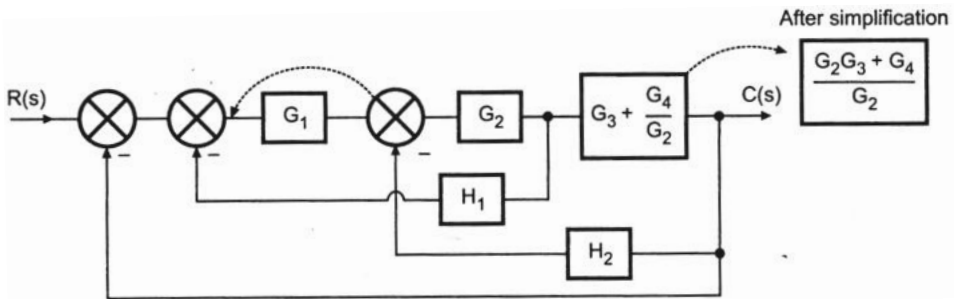 After simplification
G2G3 + G4
G2
R(s)
G1
G2
G3 + G4
G2
C(s)
−
−
−
H1
H2